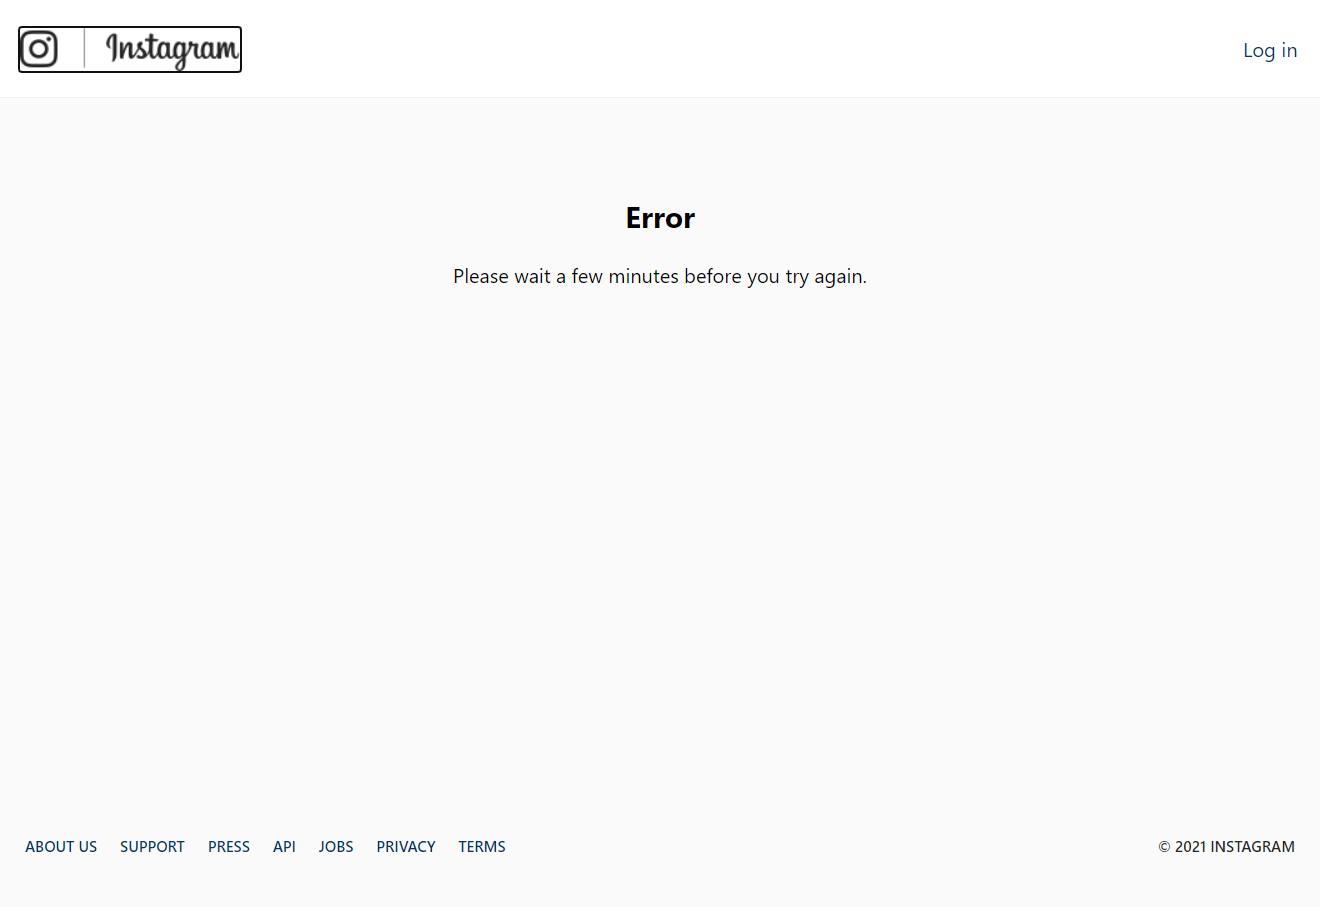 Instagram
Log in
Error
Please wait a few minutes before you try again.
ABOUT US SUPPORT PRESS API JOBS PRIVACY TERMS
© 2021 INSTAGRAM